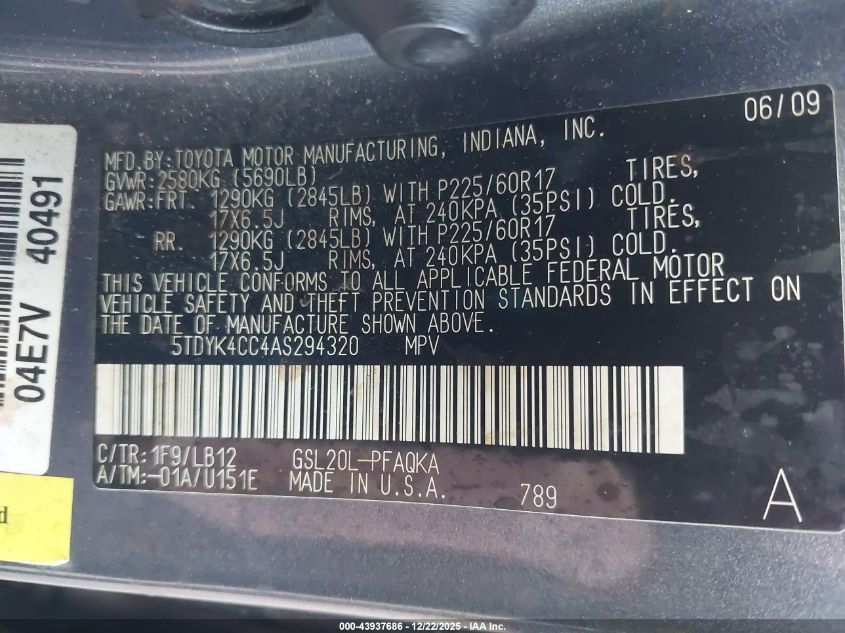 06/09
MFD.BY:TOYOTA MOTOR MANUFACTURING, INDIANA, INC.
GVWR:2580KG (5690LB)
GAWR:FRT. 1290KG (2845LB) WITH P225/60R17 TIRES,
17X6.5J RIMS, AT 240KPA (35PSI) COLD.
RR. 1290KG (2845LB) WITH P225/60R17 TIRES,
17X6.5J RIMS, AT 240KPA (35PSI) COLD.
THIS VEHICLE CONFORMS TO ALL APPLICABLE FEDERAL MOTOR
VEHICLE SAFETY AND THEFT PREVENTION STANDARDS IN EFFECT ON
THE DATE OF MANUFACTURE SHOWN ABOVE.
5TDYK4CC4AS294320 MPV
C/TR:1F9/LB12 GSL20L-PFAQKA
A/TM:-01A/U151E MADE IN U.S.A. 789 A
04E7V 40491
d
000-43937686 - 12/22/2025 - IAA Inc.